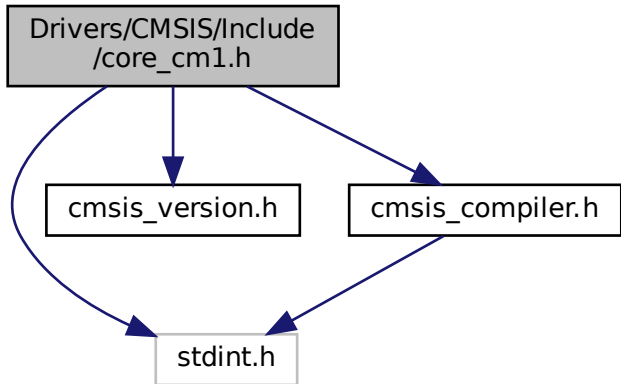 Drivers/CMSIS/Include
/core_cm1.h
cmsis_version.h
cmsis_compiler.h
stdint.h